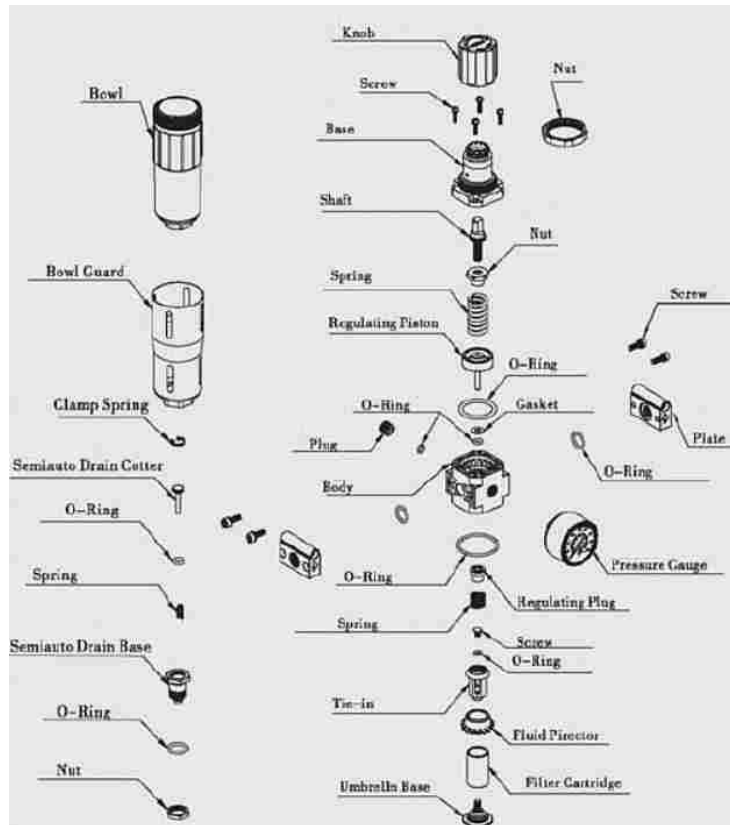 Knob
Screw
Nut
Bowl
Base
Shaft
Nut
Bowl Guard
Spring
Screw
Regulating Piston
O-Ring
Clamp Spring
O-Ring
Gasket
Plug
Plate
Semiauto Drain Cotter
O-Ring
Body
O-Ring
O-Ring
Pressure Gauge
Spring
Regulating Plug
Spring
Screw
Semiauto Drain Base
O-Ring
Tie-in
O-Ring
Fluid Pirector
Nut
Filter Cartridge
Umbrella Base